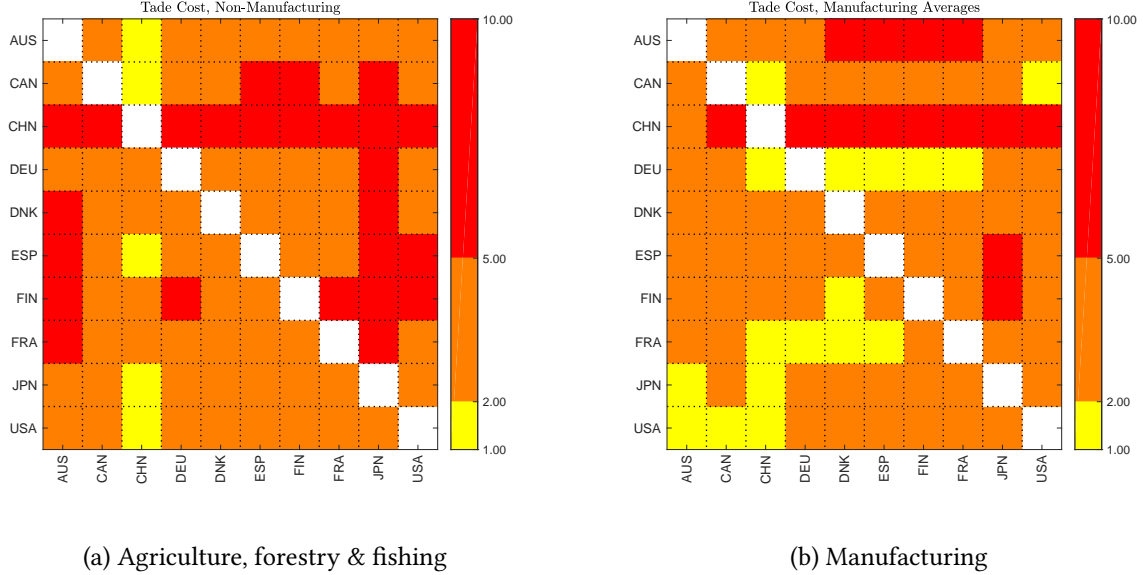 Tade Cost, Non-Manufacturing
AUS
CAN
CHN
DEU
DNK
ESP
FIN
FRA
JPN
USA
AUS CAN CHN DEU DNK ESP FIN FRA JPN USA
10.00
5.00
2.00
1.00
(a) Agriculture, forestry & fishing
Tade Cost, Manufacturing Averages
AUS
CAN
CHN
DEU
DNK
ESP
FIN
FRA
JPN
USA
AUS CAN CHN DEU DNK ESP FIN FRA JPN USA
10.00
5.00
2.00
1.00
(b) Manufacturing